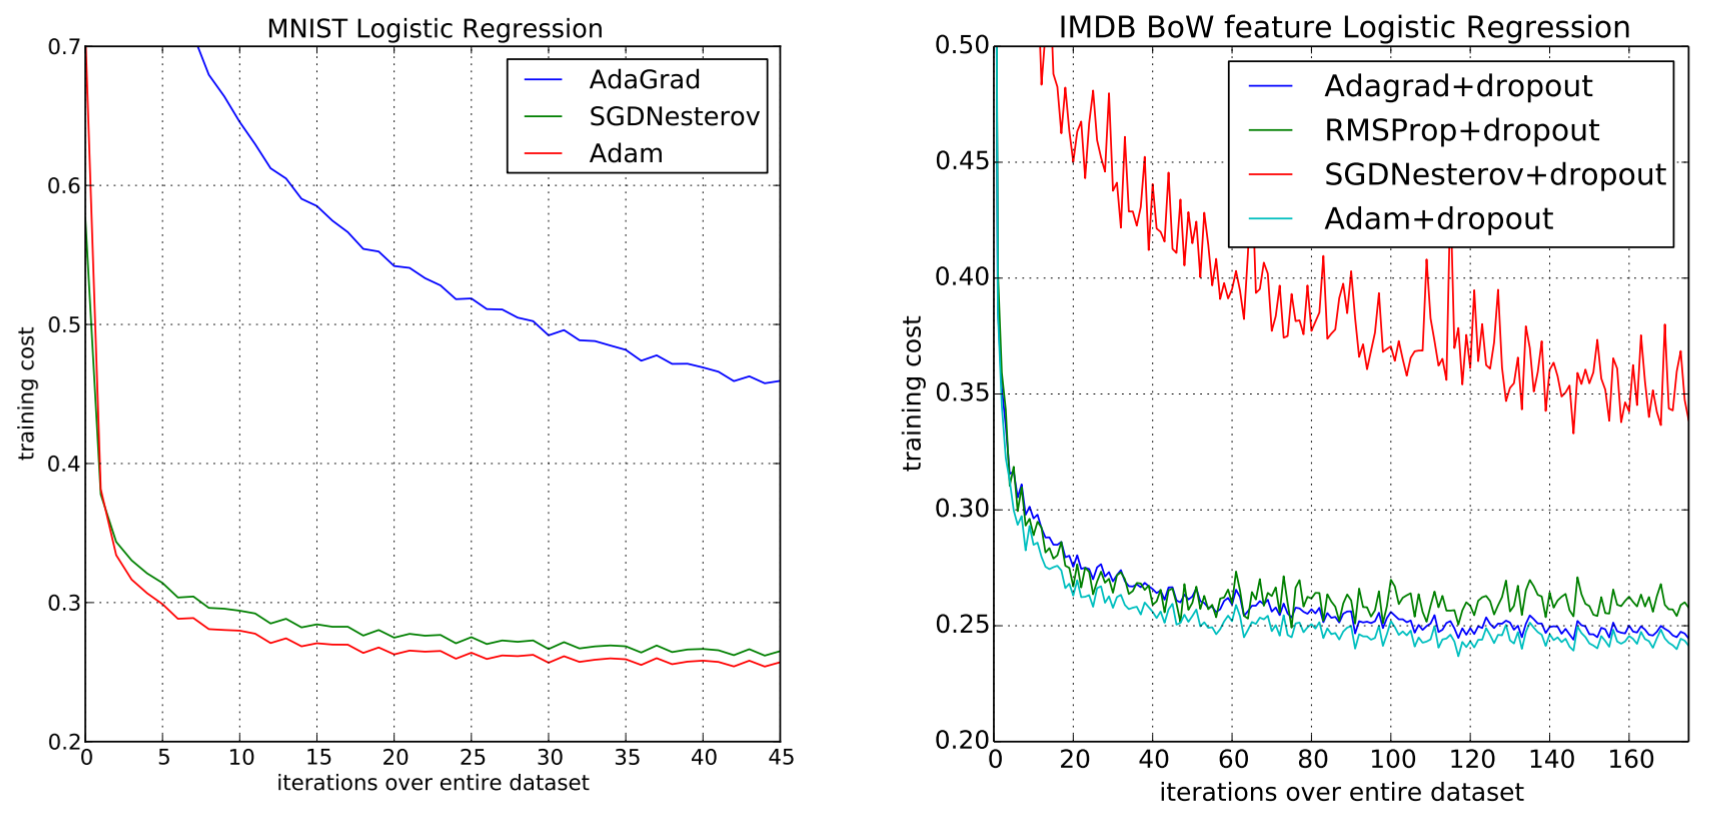 MNIST Logistic Regression
0.7
0.6
0.5
0.4
0.3
0.2
training cost
AdaGrad
SGDNesterov
Adam
0 5 10 15 20 25 30 35 40 45
iterations over entire dataset
IMDB BoW feature Logistic Regression
0.50
0.45
0.40
0.35
0.30
0.25
0.20
training cost
Adagrad+dropout
RMSProp+dropout
SGDNesterov+dropout
Adam+dropout
0 20 40 60 80 100 120 140 160
iterations over entire dataset